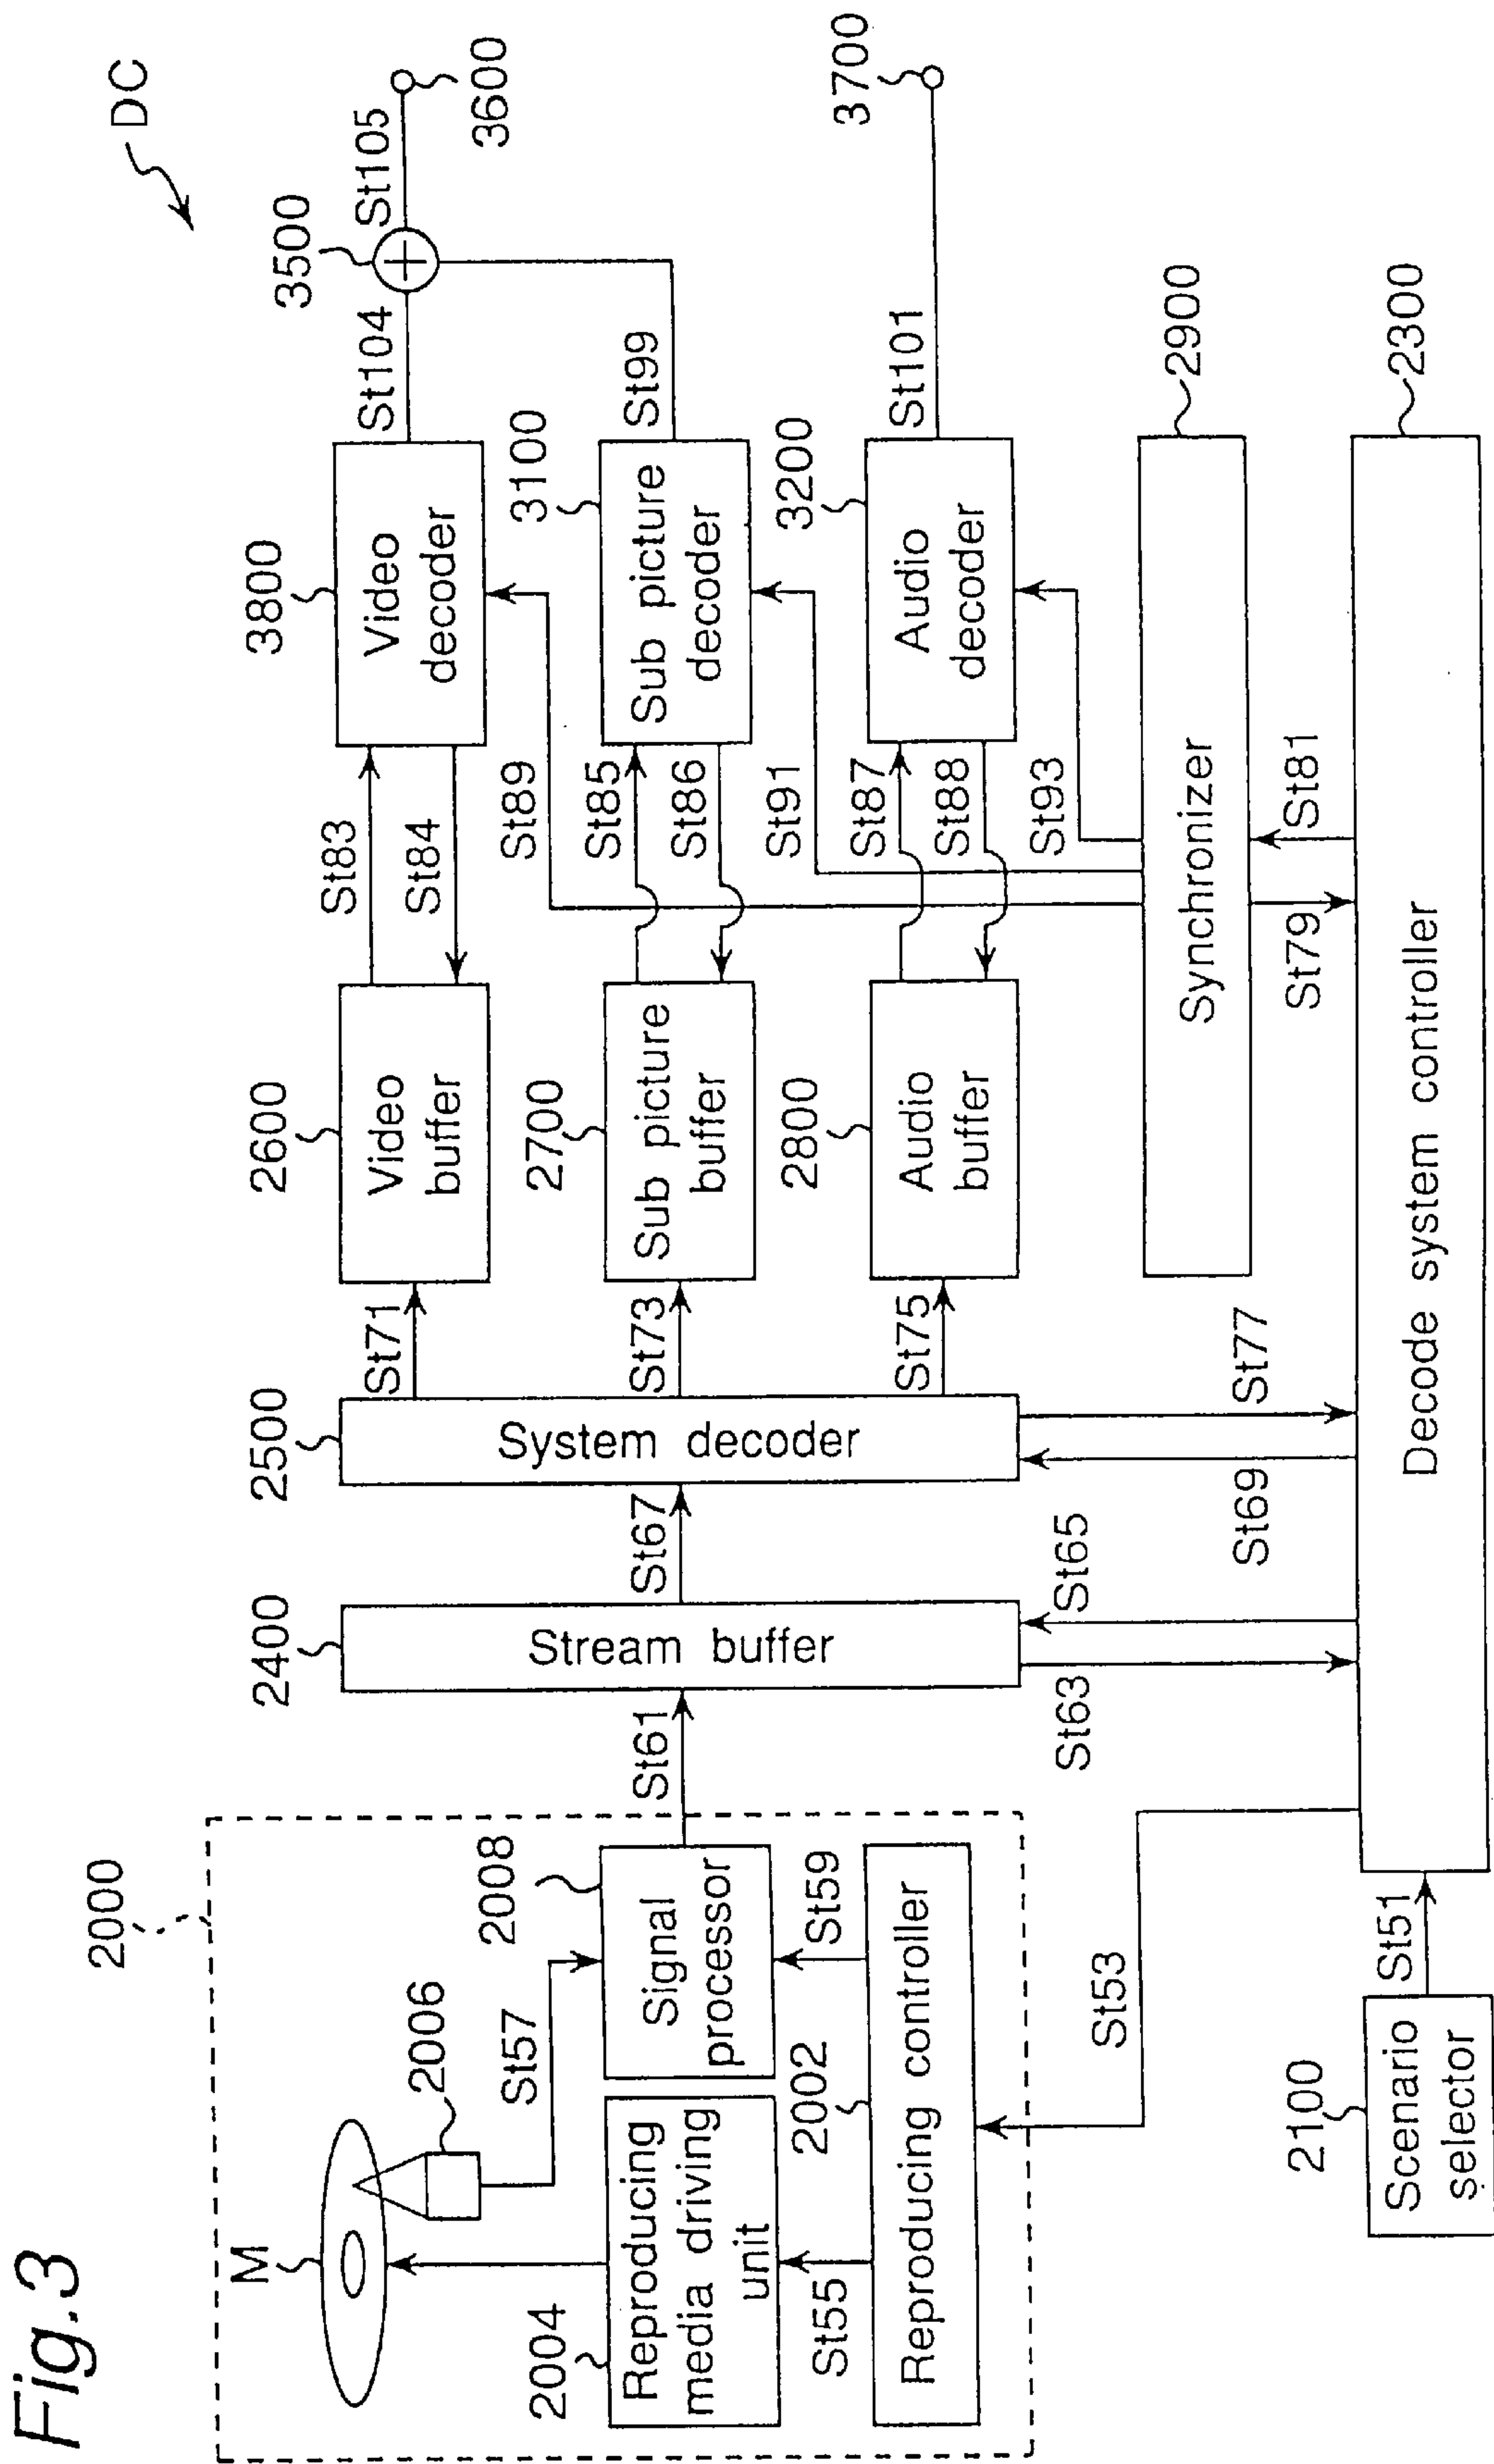 Fig.3
DC
2000
M
2006
St57
2004
Reproducing
media driving
unit
2008
Signal
processor
St55
St59
2002
Reproducing controller
St53
2100
Scenario
selector
St51
St61
2400
Stream buffer
St63
St65
St67
2500
System decoder
St69
St77
St71
St73
St75
2600
Video
buffer
2700
Sub picture
buffer
2800
Audio
buffer
St83
St84
St89
St85
St86
St91
St87
St88
St93
3800
Video
decoder
3100
Sub picture
decoder
3200
Audio
decoder
St104
3500
St105
3600
St99
St101
3700
Synchronizer
2900
St79
St81
Decode system controller
2300